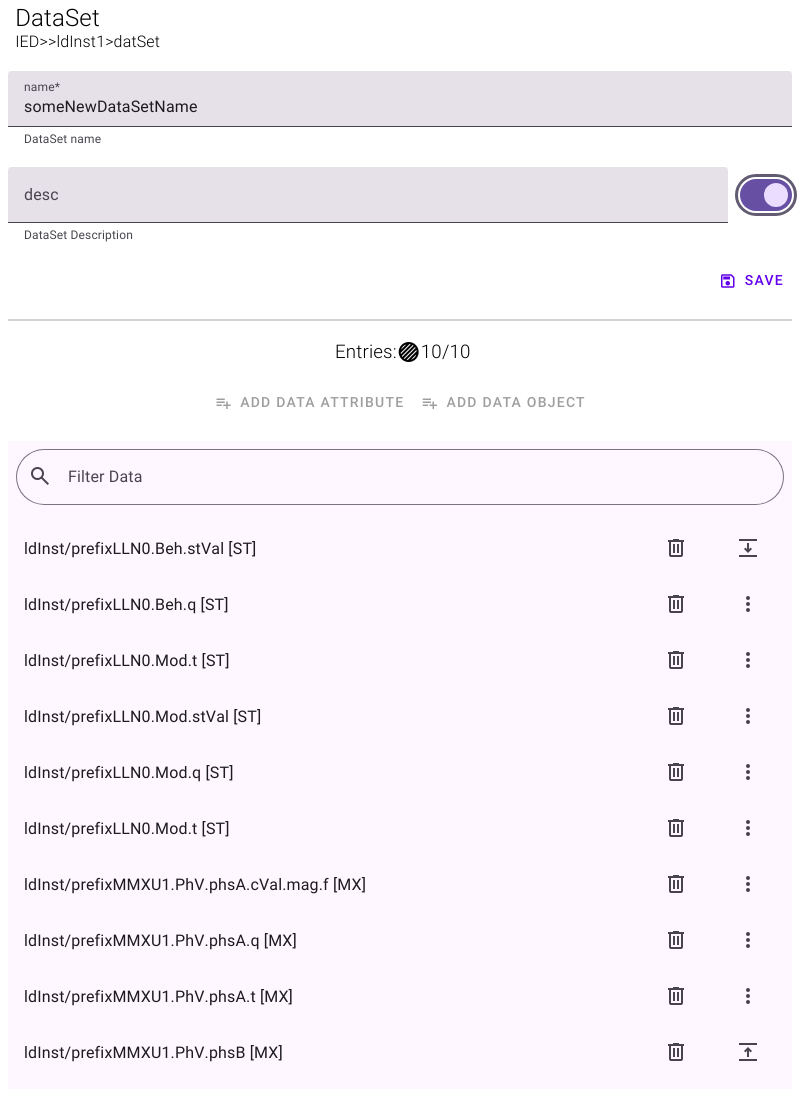 DataSet
IED>>ldInst1>datSet
name*
someNewDataSetName
DataSet name
desc
DataSet Description
SAVE
Entries: 10/10
ADD DATA ATTRIBUTE ADD DATA OBJECT
Filter Data
ldInst/prefixLLN0.Beh.stVal [ST]
ldInst/prefixLLN0.Beh.q [ST]
ldInst/prefixLLN0.Mod.t [ST]
ldInst/prefixLLN0.Mod.stVal [ST]
ldInst/prefixLLN0.Mod.q [ST]
ldInst/prefixLLN0.Mod.t [ST]
ldInst/prefixMMXU1.PhV.phsA.cVal.mag.f [MX]
ldInst/prefixMMXU1.PhV.phsA.q [MX]
ldInst/prefixMMXU1.PhV.phsA.t [MX]
ldInst/prefixMMXU1.PhV.phsB [MX]